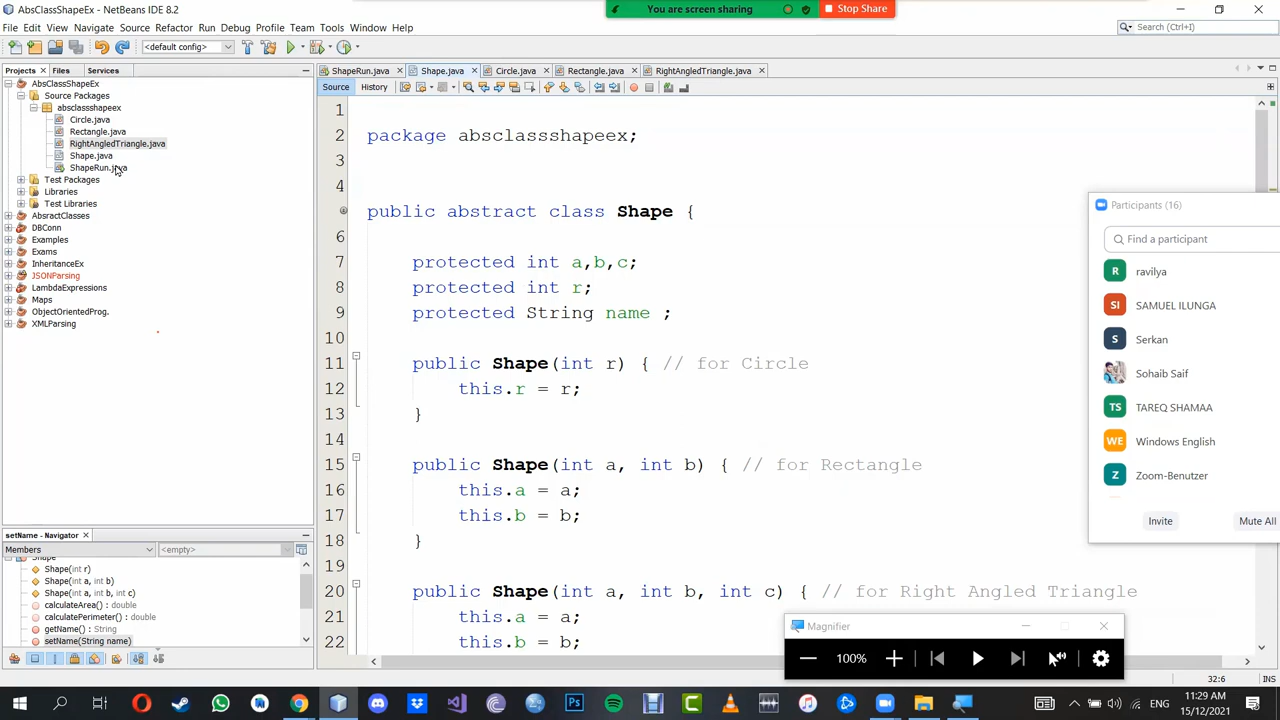 AbsClassShapeEx - NetBeans IDE 8.2
You are screen sharing
Stop Share
File Edit View Navigate Source Refactor Run Debug Profile Team Tools Window Help
Search (Ctrl+I)
<default config>
Projects Files Services
ShapeRun.java Shape.java Circle.java Rectangle.java RightAngledTriangle.java
Source History
AbsClassShapeEx
Source Packages
absclassshapeex
Circle.java
Rectangle.java
RightAngledTriangle.java
Shape.java
ShapeRun.java
Test Packages
Libraries
Test Libraries
AbsractClasses
DBConn
Examples
Exams
InheritanceEx
JSONParsing
LambdaExpressions
Maps
ObjectOrientedProg.
XMLParsing
1
2 package absclassshapeex;
3
4
5 public abstract class Shape {
6
7 protected int a,b,c;
8 protected int r;
9 protected String name ;
10
11 public Shape(int r) { // for Circle
12 this.r = r;
13 }
14
15 public Shape(int a, int b) { // for Rectangle
16 this.a = a;
17 this.b = b;
18 }
19
20 public Shape(int a, int b, int c) { // for Right Angled Triangle
21 this.a = a;
22 this.b = b;
Participants (16)
Find a participant
R ravilya
SI SAMUEL ILUNGA
S Serkan
Sohaib Saif
TS TAREQ SHAMAA
WE Windows English
Z Zoom-Benutzer
Invite Mute All
setName - Navigator
Members <empty>
Shape
Shape(int r)
Shape(int a, int b)
Shape(int a, int b, int c)
calculateArea() : double
calculatePerimeter() : double
getName() : String
setName(String name)
Magnifier
100%
32:6 INS
ENG
11:29 AM
15/12/2021